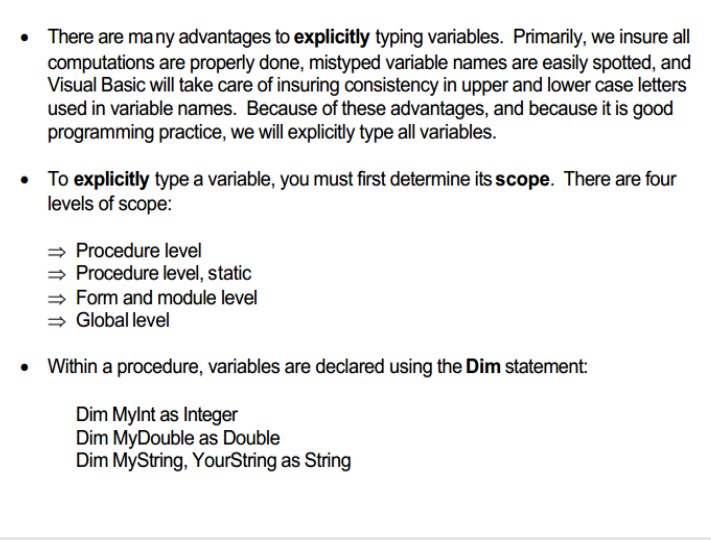 • There are many advantages to explicitly typing variables. Primarily, we insure all
computations are properly done, mistyped variable names are easily spotted, and
Visual Basic will take care of insuring consistency in upper and lower case letters
used in variable names. Because of these advantages, and because it is good
programming practice, we will explicitly type all variables.
• To explicitly type a variable, you must first determine its scope. There are four
levels of scope:
⇒ Procedure level
⇒ Procedure level, static
⇒ Form and module level
⇒ Global level
• Within a procedure, variables are declared using the Dim statement:
Dim MyInt as Integer
Dim MyDouble as Double
Dim MyString, YourString as String